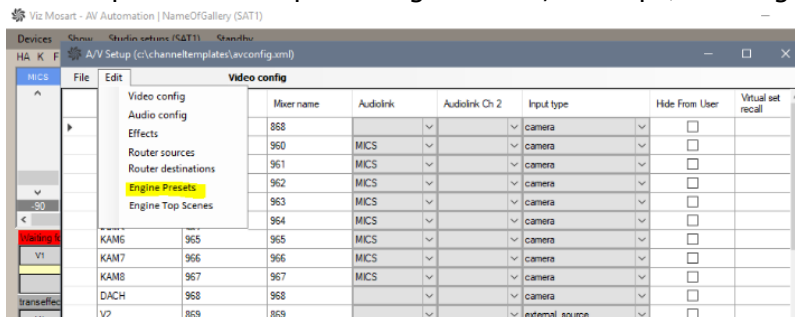 Viz Mosart - AV Automation | NameOfGallery (SAT1)
Devices Show Studio setups (SAT1) Standby
HA K F A/V Setup (c:\channeltemplates\avconfig.xml)
MICS File Edit Video config
Video config
Audio config
Effects
Router sources
Router destinations
Engine Presets
Engine Top Scenes
Mixer name Audiolink Audiolink Ch 2 Input type Hide From User Virtual set recall
868 camera
960 MICS camera
961 MICS camera
962 MICS camera
-90 963 MICS camera
964 MICS camera
Waiting KAM6 965 965 MICS camera
V1 KAM7 966 966 MICS camera
KAM8 967 967 MICS camera
transeffec DACH 968 968 camera
V2 869 869 external_source